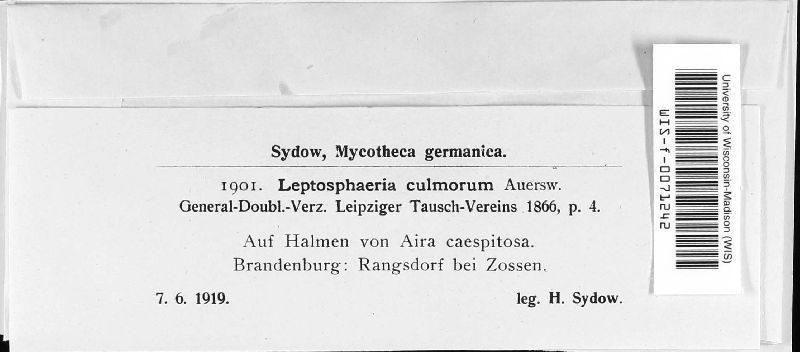 Sydow, Mycotheca germanica.
1901. Leptosphaeria culmorum Auersw.
General-Doubl.-Verz. Leipziger Tausch-Vereins 1866, p. 4.
Auf Halmen von Aira caespitosa.
Brandenburg: Rangsdorf bei Zossen.
7. 6. 1919. leg. H. Sydow.
University of Wisconsin-Madison (WIS)
WIS-f-0071242